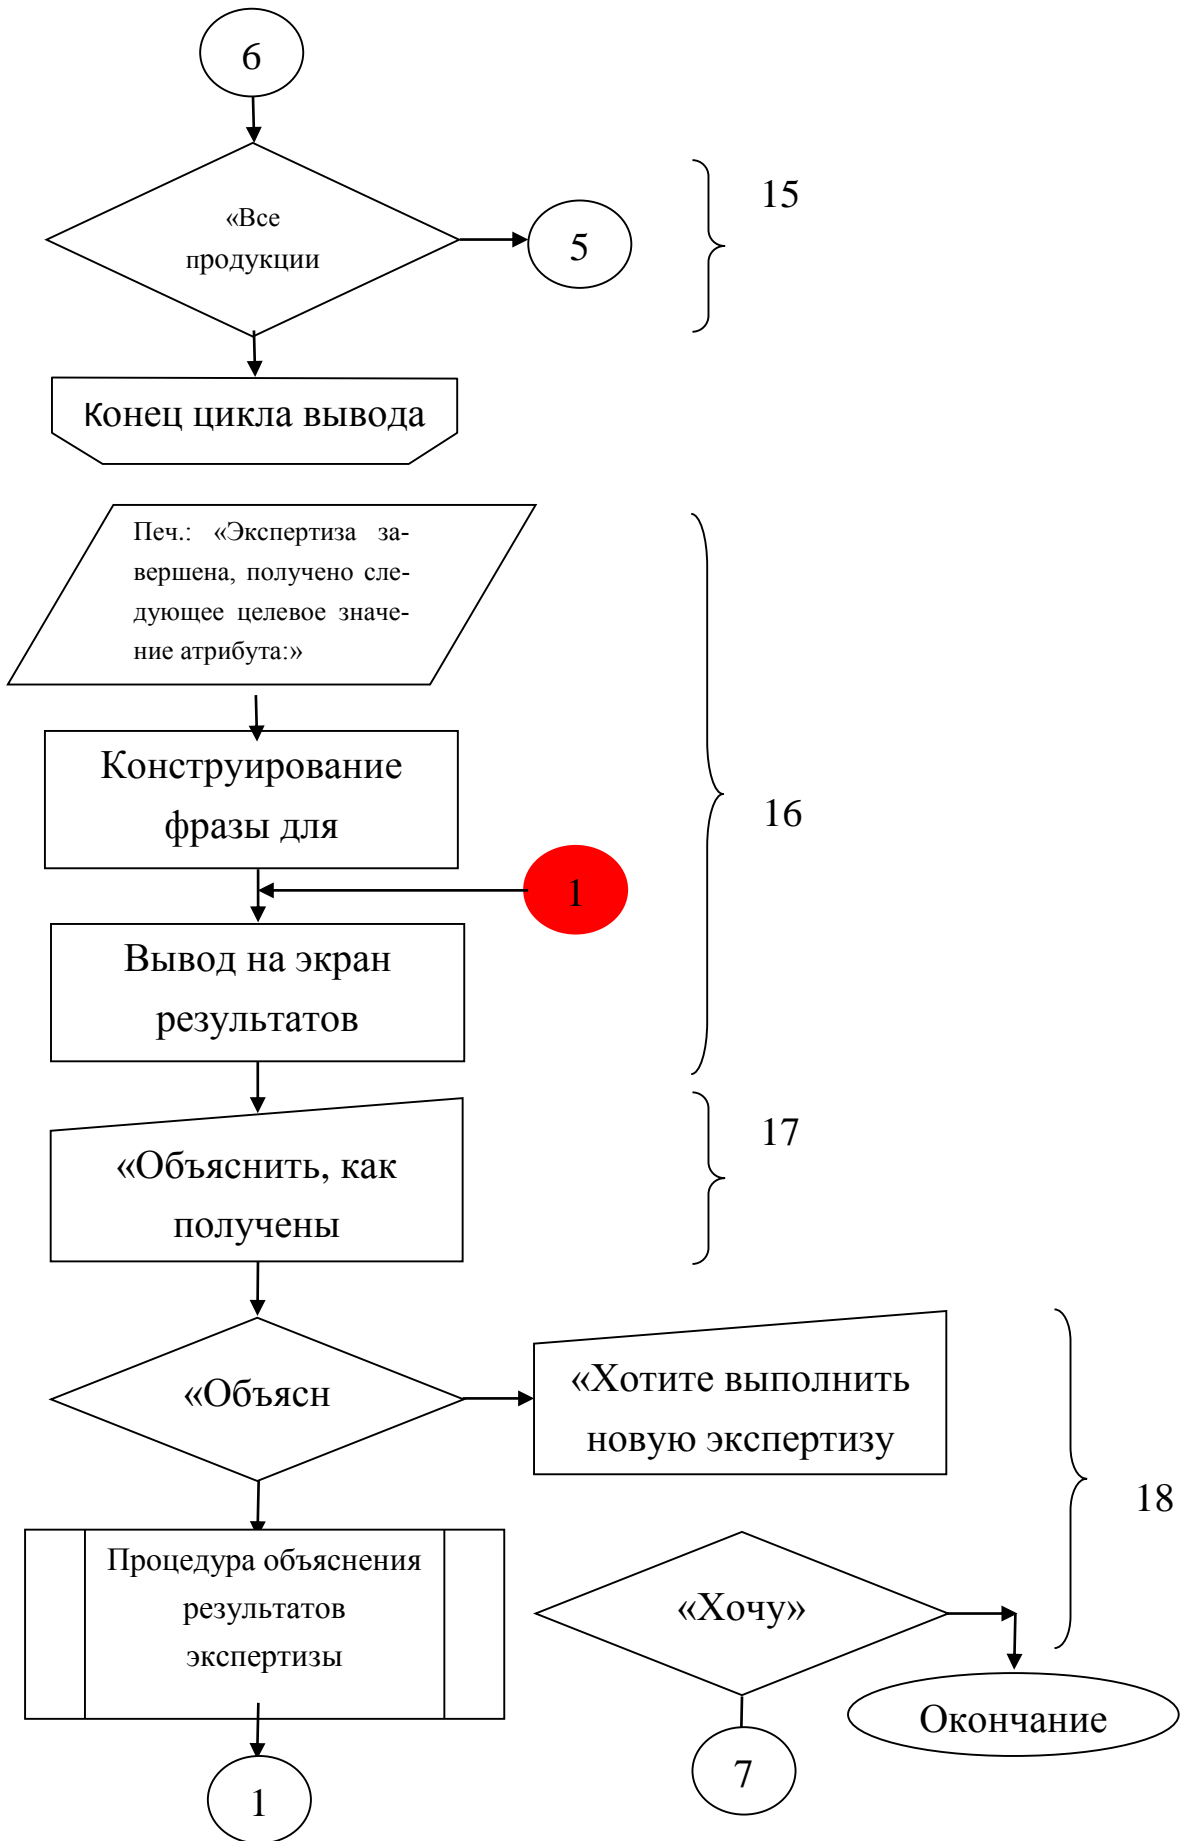 6
15
«Все
продукции
5
Конец цикла вывода
Печ.: «Экспертиза за-
вершена, получено сле-
дующее целевое значе-
ние атрибута:»
Конструирование
фразы для
16
1
Вывод на экран
результатов
17
«Объяснить, как
получены
«Объясн
«Хотите выполнить
новую экспертизу
18
Процедура объяснения
результатов
экспертизы
«Хочу»
Окончание
7
1